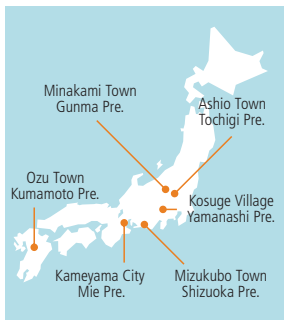 Minakami Town
Gunma Pre.
Ashio Town
Tochigi Pre.
Ozu Town
Kumamoto Pre.
Kosuge Village
Yamanashi Pre.
Kameyama City
Mie Pre.
Mizukubo Town
Shizuoka Pre.